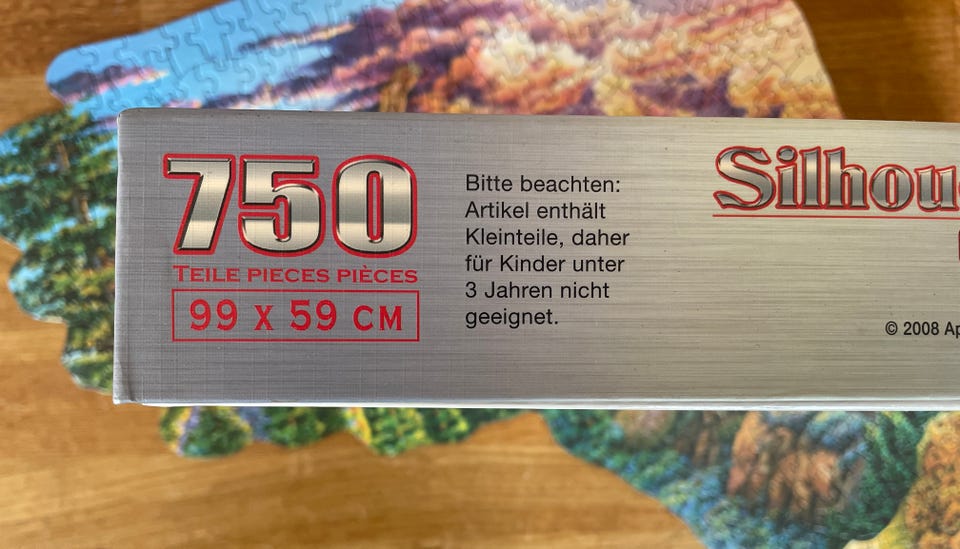 750
TEILE PIECES PIÈCES
99 X 59 CM
Bitte beachten:
Artikel enthält
Kleinteile, daher
für Kinder unter
3 Jahren nicht
geeignet.
Silhou
© 2008 Ap